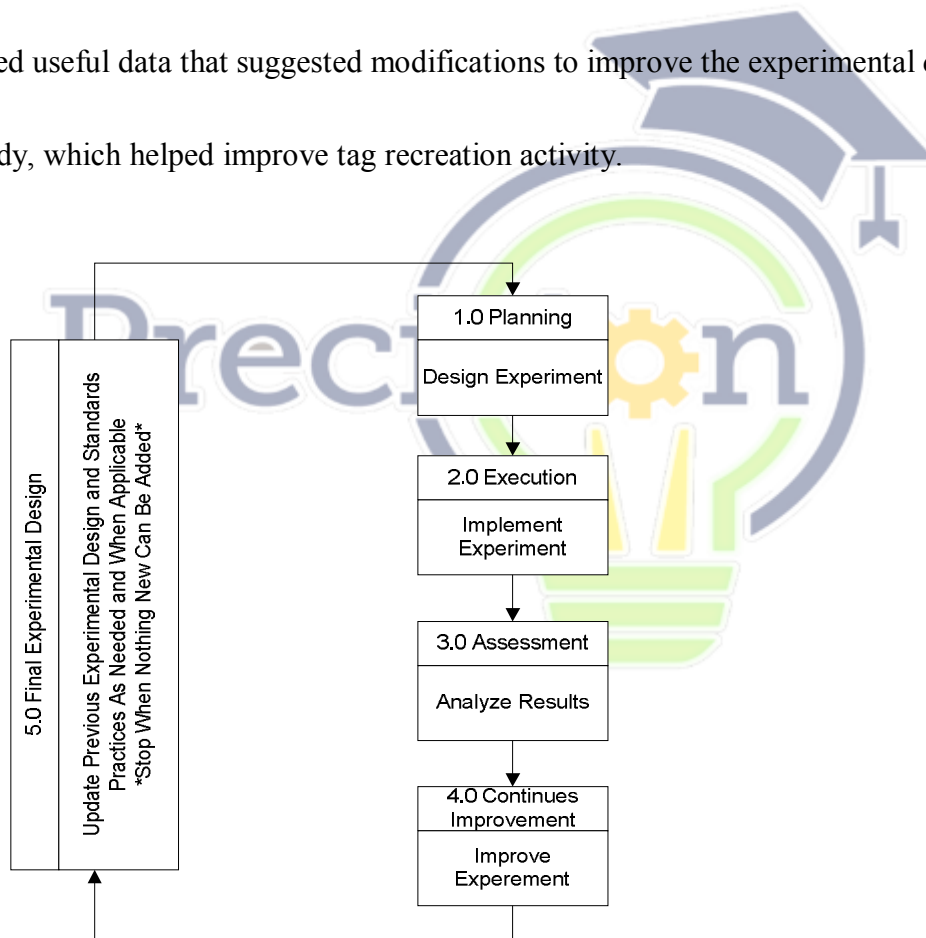 ed useful data that suggested modifications to improve the experimental
dy, which helped improve tag recreation activity.
Precision
1.0 Planning
Design Experiment
2.0 Execution
Implement
Experiment
3.0 Assessment
Analyze Results
4.0 Continues
Improvement
Improve
Experement
5.0 Final Experimental Design
Update Previous Experimental Design and Standards
Practices As Needed and When Applicable
*Stop When Nothing New Can Be Added*